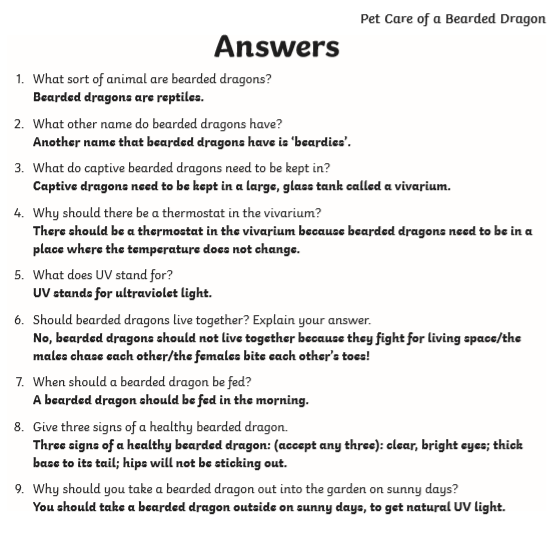 Pet Care of a Bearded Dragon
Answers
1. What sort of animal are bearded dragons?
Bearded dragons are reptiles.
2. What other name do bearded dragons have?
Another name that bearded dragons have is ‘beardies’.
3. What do captive bearded dragons need to be kept in?
Captive dragons need to be kept in a large, glass tank called a vivarium.
4. Why should there be a thermostat in the vivarium?
There should be a thermostat in the vivarium because bearded dragons need to be in a
place where the temperature does not change.
5. What does UV stand for?
UV stands for ultraviolet light.
6. Should bearded dragons live together? Explain your answer.
No, bearded dragons should not live together because they fight for living space/the
males chase each other/the females bite each other’s toes!
7. When should a bearded dragon be fed?
A bearded dragon should be fed in the morning.
8. Give three signs of a healthy bearded dragon.
Three signs of a healthy bearded dragon: (accept any three): clear, bright eyes; thick
base to its tail; hips will not be sticking out.
9. Why should you take a bearded dragon out into the garden on sunny days?
You should take a bearded dragon outside on sunny days, to get natural UV light.